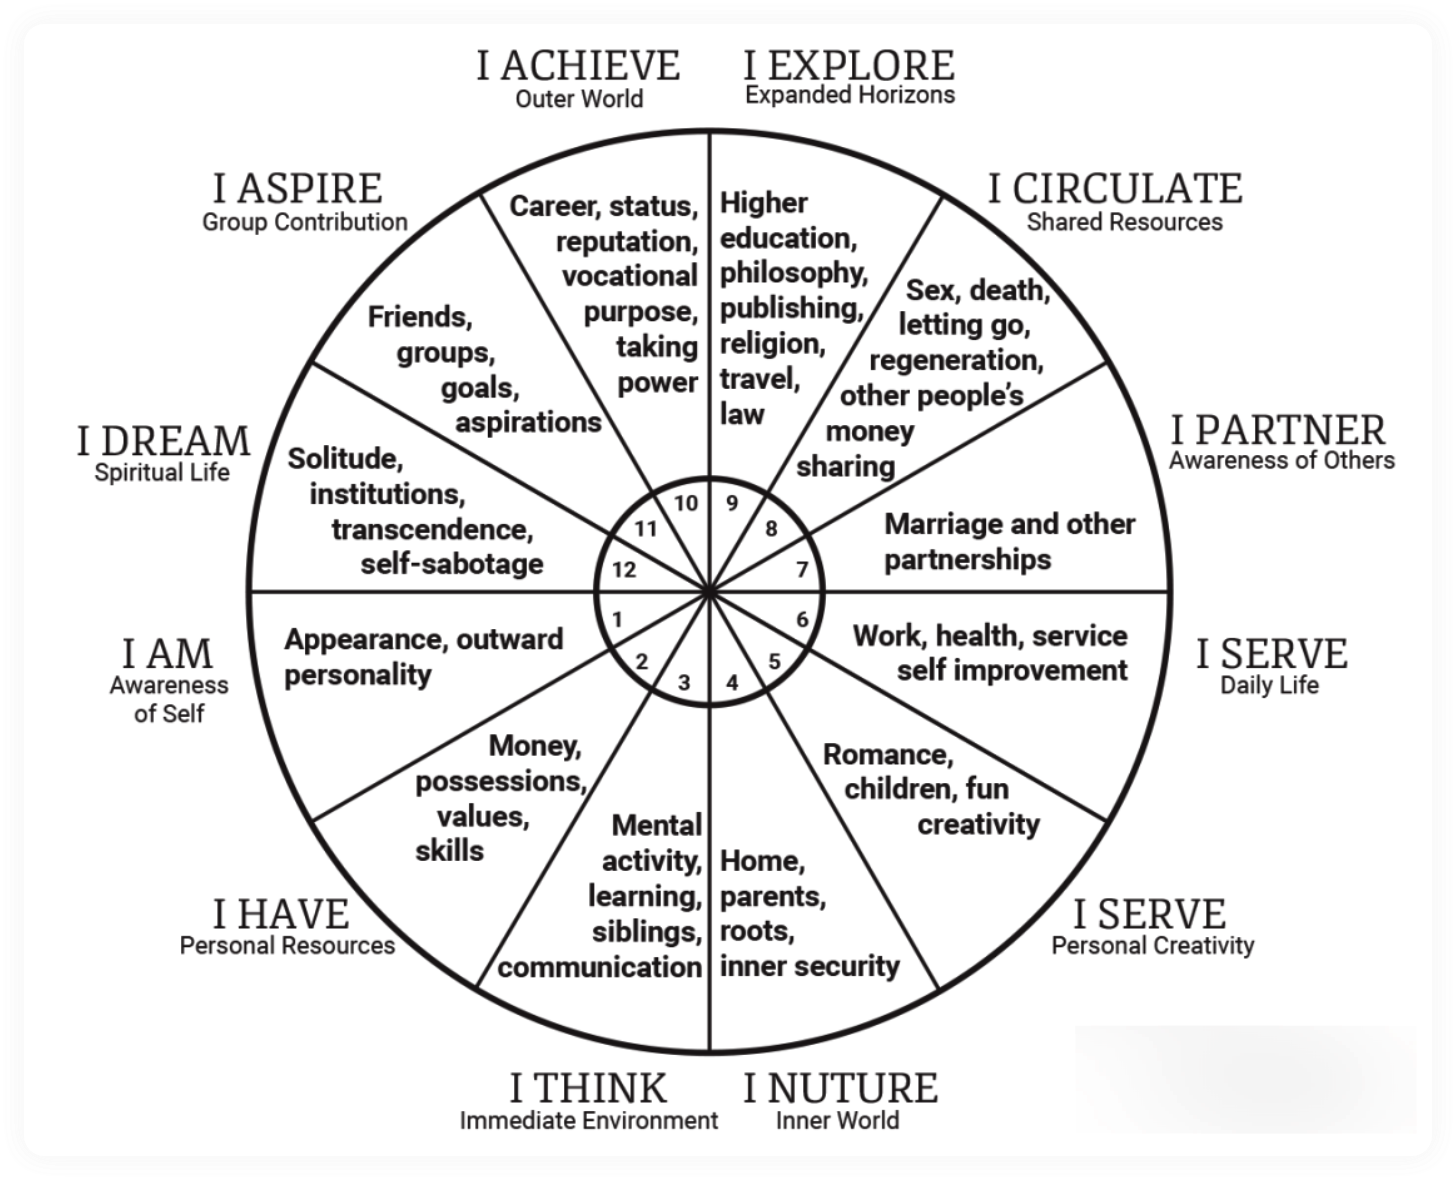 I ACHIEVE
Outer World
I EXPLORE
Expanded Horizons
I ASPIRE
Group Contribution
I CIRCULATE
Shared Resources
I DREAM
Spiritual Life
I PARTNER
Awareness of Others
I AM
Awareness
of Self
I SERVE
Daily Life
I HAVE
Personal Resources
I SERVE
Personal Creativity
I THINK
Immediate Environment
I NUTURE
Inner World
Career, status,
reputation,
vocational
purpose,
taking
power
Higher
education,
philosophy,
publishing,
religion,
travel,
law
Friends,
groups,
goals,
aspirations
Sex, death,
letting go,
regeneration,
other people's
money
sharing
Solitude,
institutions,
transcendence,
self-sabotage
Marriage and other
partnerships
Appearance, outward
personality
Work, health, service
self improvement
Money,
possessions,
values,
skills
Romance,
children, fun
creativity
Mental
activity,
learning,
siblings,
communication
Home,
parents,
roots,
inner security
10
9
11
8
12
7
1
6
2
5
3
4